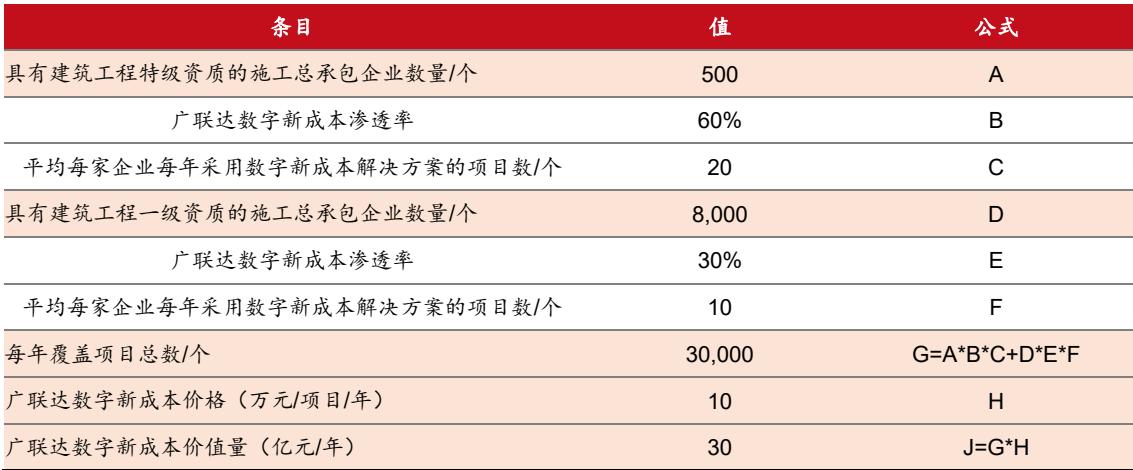 条目 值 公式
具有建筑工程特级资质的施工总承包企业数量/个 500 A
广联达数字新成本渗透率 60% B
平均每家企业每年采用数字新成本解决方案的项目数/个 20 C
具有建筑工程一级资质的施工总承包企业数量/个 8,000 D
广联达数字新成本渗透率 30% E
平均每家企业每年采用数字新成本解决方案的项目数/个 10 F
每年覆盖项目总数/个 30,000 G=A*B*C+D*E*F
广联达数字新成本价格（万元/项目/年） 10 H
广联达数字新成本价值量（亿元/年） 30 J=G*H